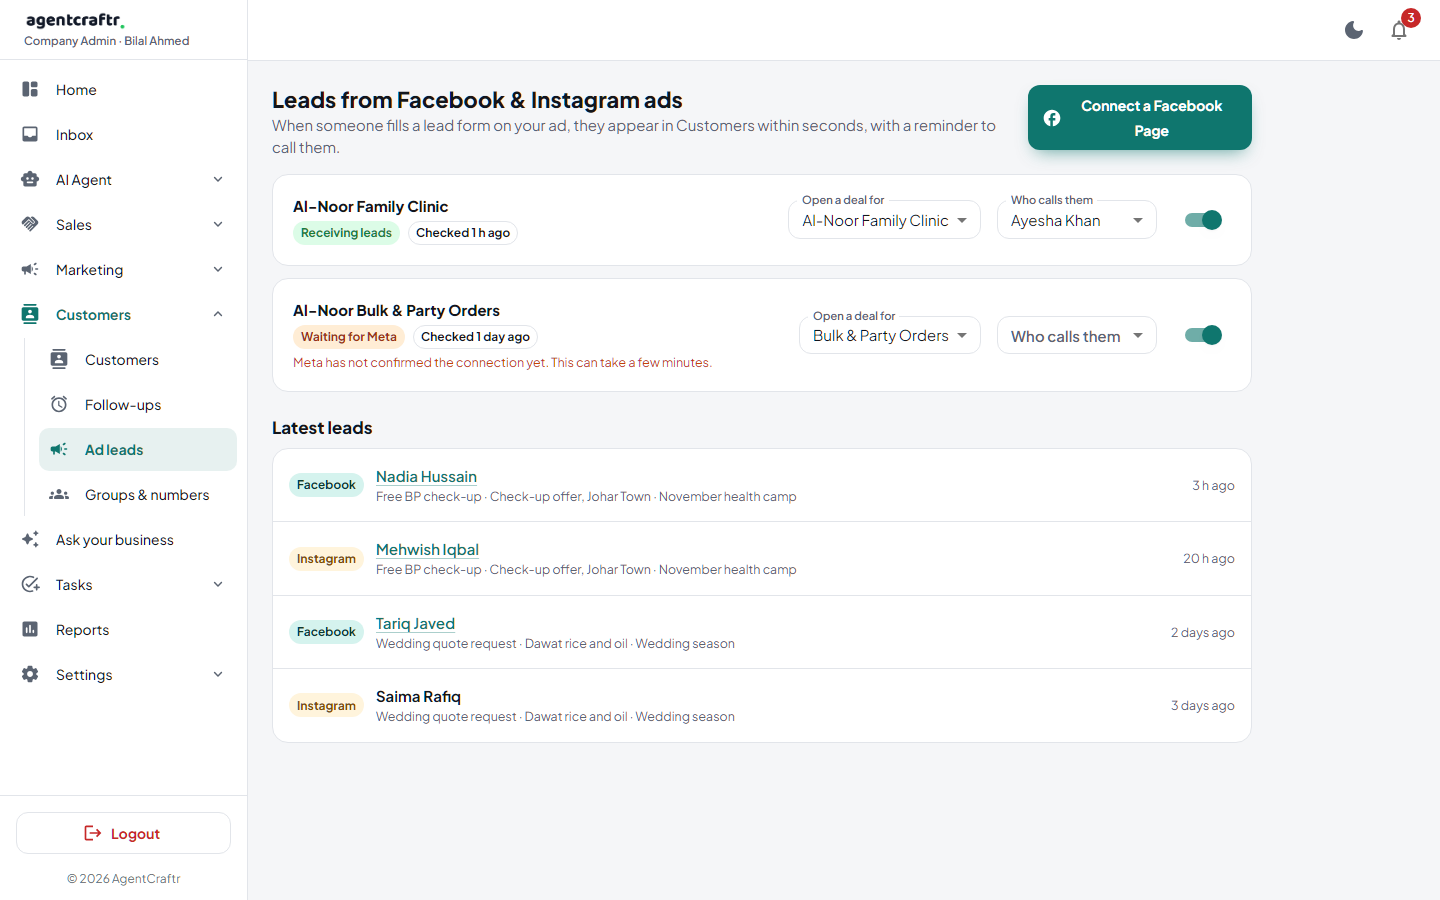 agentcraftr.
Company Admin · Bilal Ahmed
3
Home
Inbox
AI Agent
Sales
Marketing
Customers
Customers
Follow-ups
Ad leads
Groups & numbers
Ask your business
Tasks
Reports
Settings
Logout
© 2026 AgentCraftr
Leads from Facebook & Instagram ads
When someone fills a lead form on your ad, they appear in Customers within seconds, with a reminder to
call them.
Connect a Facebook
Page
Al-Noor Family Clinic
Receiving leads
Checked 1 h ago
Open a deal for
Al-Noor Family Clinic
Who calls them
Ayesha Khan
Al-Noor Bulk & Party Orders
Waiting for Meta
Checked 1 day ago
Meta has not confirmed the connection yet. This can take a few minutes.
Open a deal for
Bulk & Party Orders
Who calls them
Latest leads
Facebook
Nadia Hussain
Free BP check-up · Check-up offer, Johar Town · November health camp
3 h ago
Instagram
Mehwish Iqbal
Free BP check-up · Check-up offer, Johar Town · November health camp
20 h ago
Facebook
Tariq Javed
Wedding quote request · Dawat rice and oil · Wedding season
2 days ago
Instagram
Saima Rafiq
Wedding quote request · Dawat rice and oil · Wedding season
3 days ago